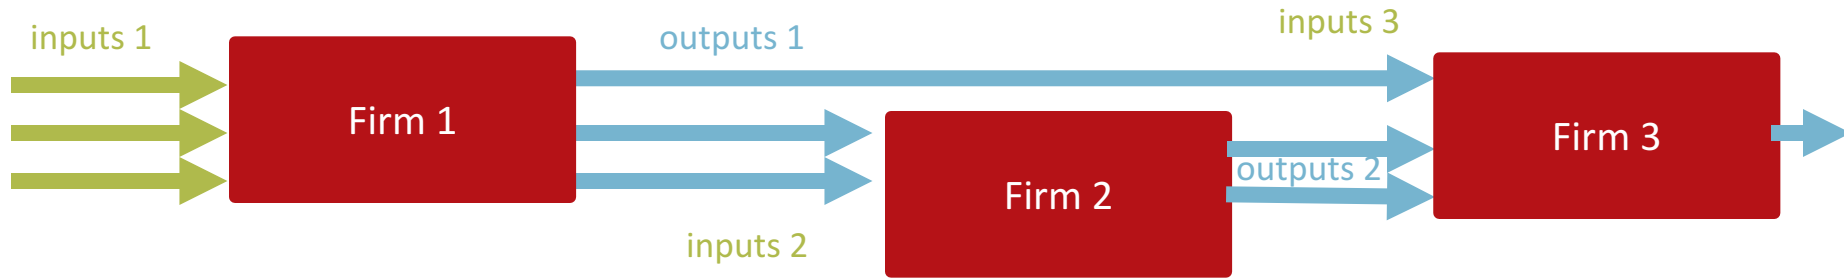 inputs 1
outputs 1
inputs 3
Firm 1
Firm 2
Firm 3
outputs 2
inputs 2